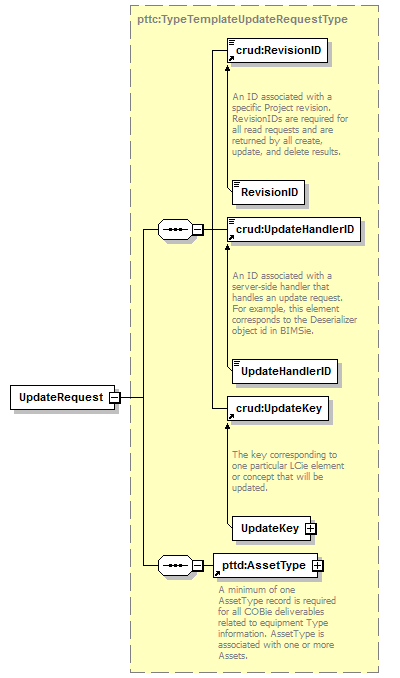 pttc:TypeTemplateUpdateRequestType
crud:RevisionID
An ID associated with a
specific Project revision.
RevisionIDs are required for
all read requests and are
returned by all create,
update, and delete results.
RevisionID
crud:UpdateHandlerID
An ID associated with a
server-side handler that
handles an update request.
For example, this element
corresponds to the Deserializer
object id in BIMSie.
UpdateHandlerID
UpdateRequest
crud:UpdateKey
The key corresponding to
one particular LCie element
or concept that will be
updated.
UpdateKey
pttd:AssetType
A minimum of one
AssetType record is required
for all COBie deliverables
related to equipment Type
information. AssetType is
associated with one or more
Assets.